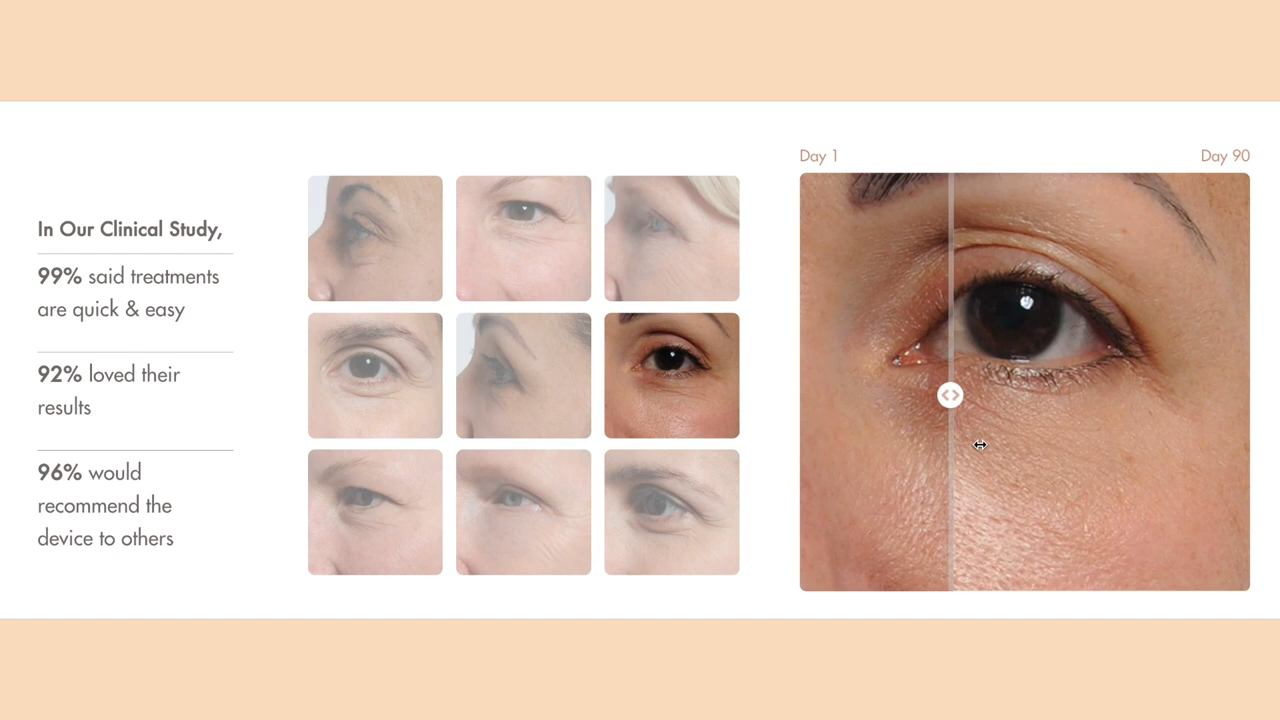 In Our Clinical Study,
99% said treatments
are quick & easy
92% loved their
results
96% would
recommend the
device to others
Day 1
Day 90